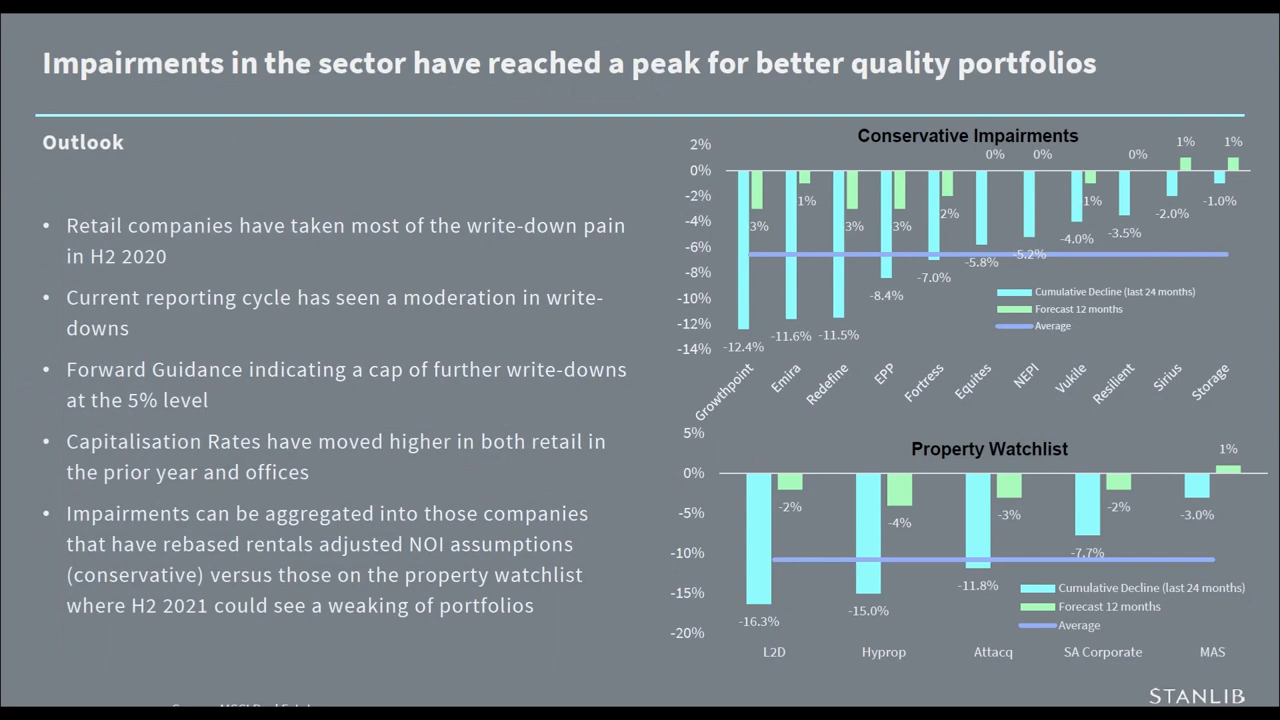 Impairments in the sector have reached a peak for better quality portfolios
Outlook
• Retail companies have taken most of the write-down pain
in H2 2020
• Current reporting cycle has seen a moderation in write-
downs
• Forward Guidance indicating a cap of further write-downs
at the 5% level
• Capitalisation Rates have moved higher in both retail in
the prior year and offices
• Impairments can be aggregated into those companies
that have rebased rentals adjusted NOI assumptions
(conservative) versus those on the property watchlist
where H2 2021 could see a weaking of portfolios
Conservative Impairments
2%
0%
-2%
-4%
-6%
-8%
-10%
-12%
-14%
0% 0% 0% 1% 1%
-3% -1% -3% -3% -2% -1%
-12.4% -11.6% -11.5% -8.4% -7.0% -5.8% -5.2% -4.0% -3.5% -2.0% -1.0%
Cumulative Decline (last 24 months)
Forecast 12 months
Average
Growthpoint Emira Redefine EPP Fortress Equites NEPI Vukile Resilient Sirius Storage
Property Watchlist
5%
0%
-5%
-10%
-15%
-20%
-2% -4% -3% -2% 1%
-16.3% -15.0% -11.8% -7.7% -3.0%
Cumulative Decline (last 24 months)
Forecast 12 months
Average
L2D Hyprop Attacq SA Corporate MAS
STANLIB